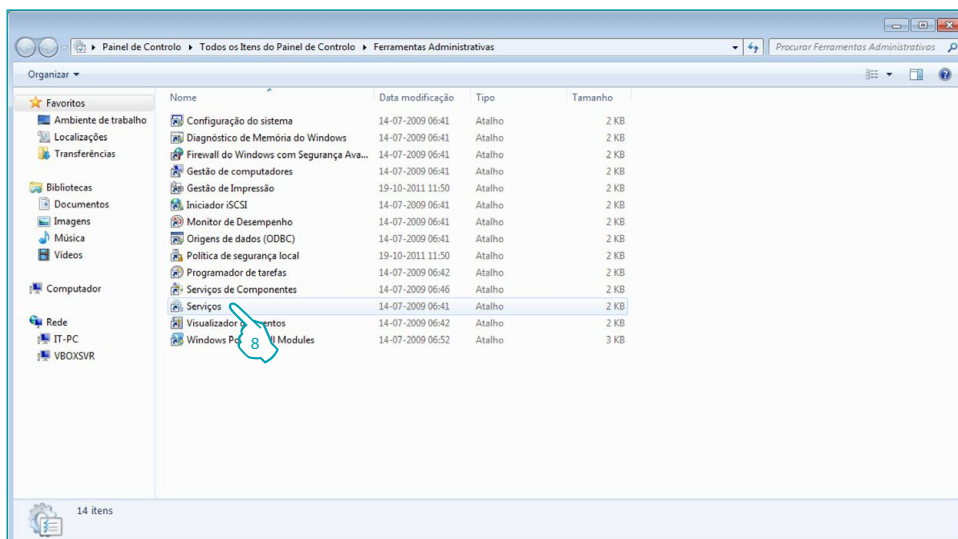 Painel de Controlo ▸ Todos os Itens do Painel de Controlo ▸ Ferramentas Administrativas
Procurar Ferramentas Administrativas
Organizar
Favoritos
Ambiente de trabalho
Localizações
Transferências
Bibliotecas
Documentos
Imagens
Música
Vídeos
Computador
Rede
IT-PC
VBOXSVR
Nome Data modificação Tipo Tamanho
Configuração do sistema 14-07-2009 06:41 Atalho 2 KB
Diagnóstico de Memória do Windows 14-07-2009 06:41 Atalho 2 KB
Firewall do Windows com Segurança Ava... 14-07-2009 06:41 Atalho 2 KB
Gestão de computadores 14-07-2009 06:41 Atalho 2 KB
Gestão de Impressão 19-10-2011 11:50 Atalho 2 KB
Iniciador iSCSI 14-07-2009 06:41 Atalho 2 KB
Monitor de Desempenho 14-07-2009 06:41 Atalho 2 KB
Origens de dados (ODBC) 14-07-2009 06:41 Atalho 2 KB
Política de segurança local 19-10-2011 11:50 Atalho 2 KB
Programador de tarefas 14-07-2009 06:42 Atalho 2 KB
Serviços de Componentes 14-07-2009 06:46 Atalho 2 KB
Serviços 14-07-2009 06:41 Atalho 2 KB
Visualizador 14-07-2009 06:42 Atalho 2 KB
Windows Modules 14-07-2009 06:52 Atalho 3 KB
8
14 itens